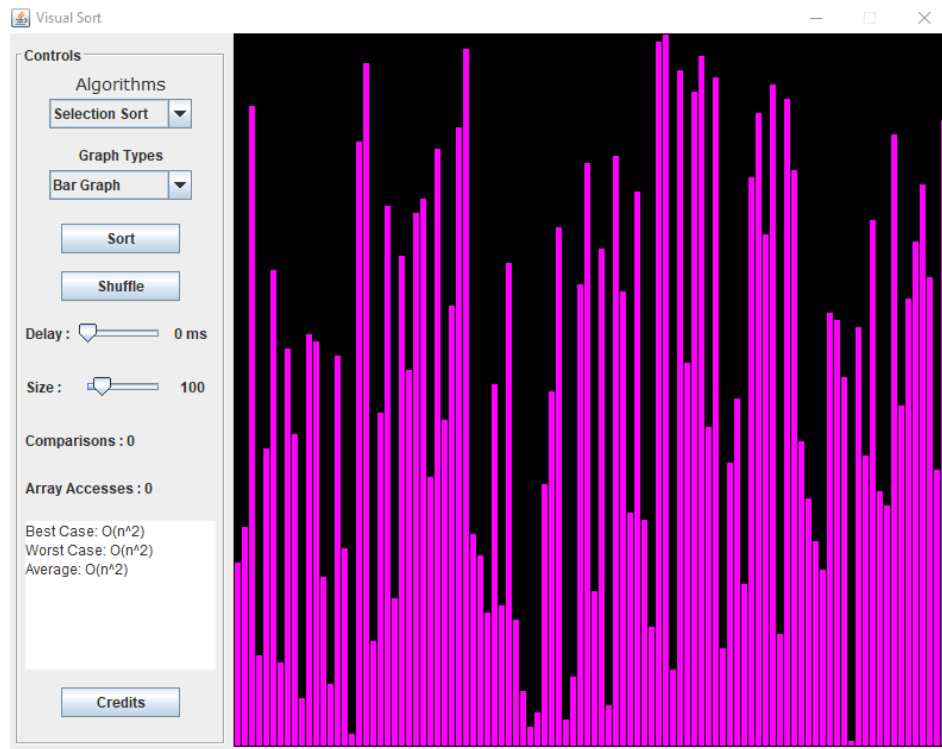 Visual Sort
Controls
Algorithms
Selection Sort
Graph Types
Bar Graph
Sort
Shuffle
Delay : 0 ms
Size : 100
Comparisons : 0
Array Accesses : 0
Best Case: O(n^2)
Worst Case: O(n^2)
Average: O(n^2)
Credits